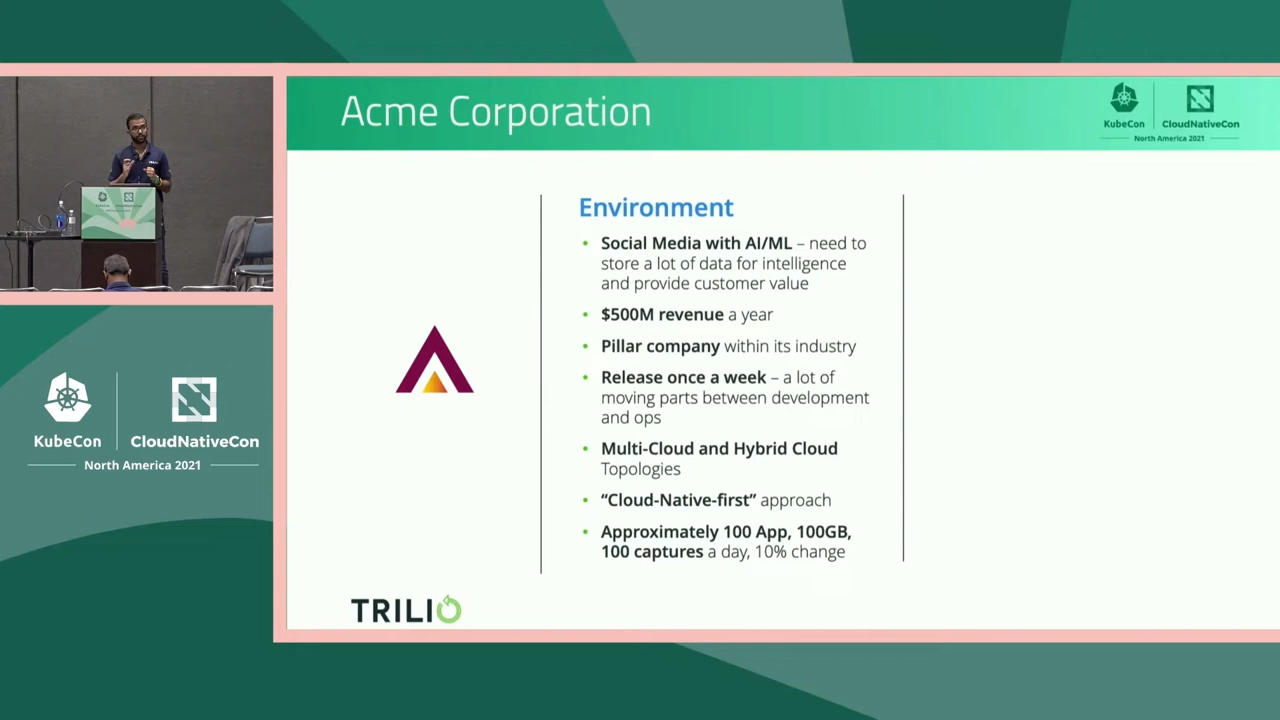 Acme Corporation
KubeCon
CloudNativeCon
North America 2021
Environment
• Social Media with AI/ML – need to
store a lot of data for intelligence
and provide customer value
• $500M revenue a year
• Pillar company within its industry
• Release once a week – a lot of
moving parts between development
and ops
• Multi-Cloud and Hybrid Cloud
Topologies
• “Cloud-Native-first” approach
• Approximately 100 App, 100GB,
100 captures a day, 10% change
TRILIO
KubeCon
CloudNativeCon
North America 2021